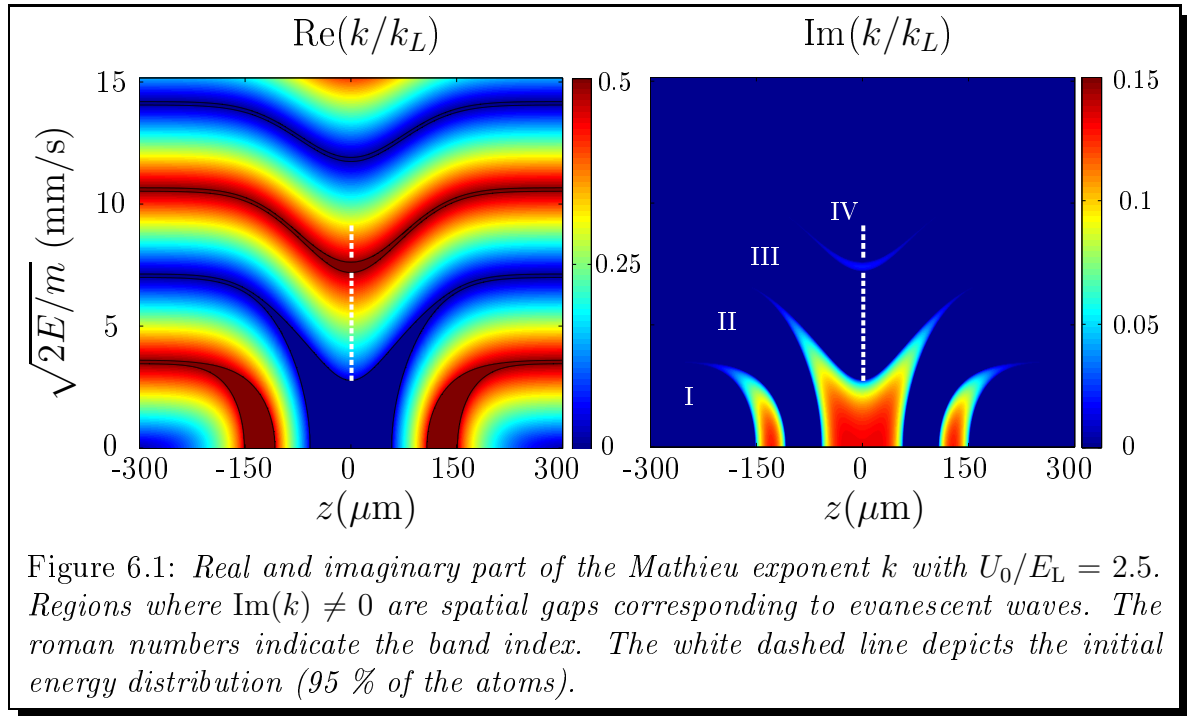 Re(k/k_L)
Im(k/k_L)
√2E/m (mm/s)
15
10
5
0
-300 -150 0 150 300
z(μm)
0.5
0.25
0
I
II
III
IV
-300 -150 0 150 300
z(μm)
0.15
0.1
0.05
0
Figure 6.1: Real and imaginary part of the Mathieu exponent k with U₀/E_L = 2.5.
Regions where Im(k) ≠ 0 are spatial gaps corresponding to evanescent waves. The
roman numbers indicate the band index. The white dashed line depicts the initial
energy distribution (95 % of the atoms).